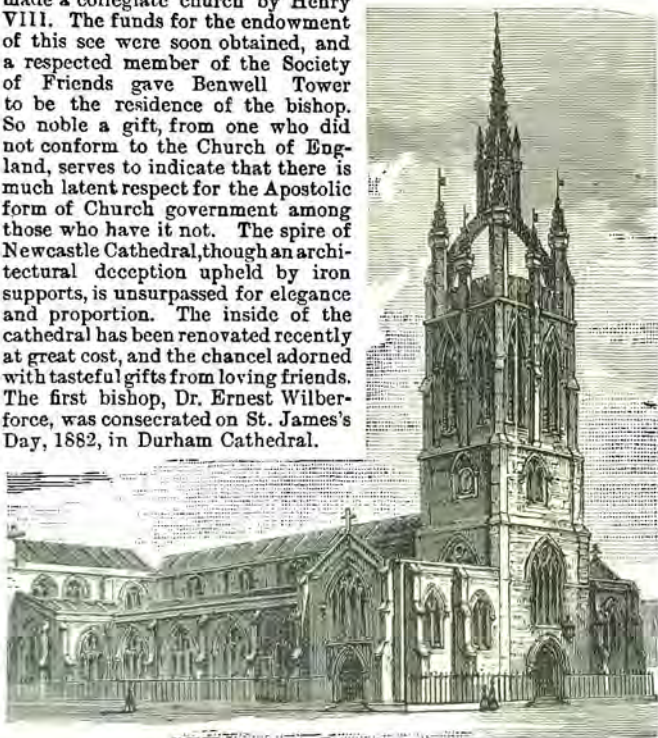 made a collegiate church by Henry
VIII. The funds for the endowment
of this see were soon obtained, and
a respected member of the Society
of Friends gave Benwell Tower
to be the residence of the bishop.
So noble a gift, from one who did
not conform to the Church of Eng-
land, serves to indicate that there is
much latent respect for the Apostolic
form of Church government among
those who have it not. The spire of
Newcastle Cathedral, though an archi-
tectural deception upheld by iron
supports, is unsurpassed for elegance
and proportion. The inside of the
cathedral has been renovated recently
at great cost, and the chancel adorned
with tasteful gifts from loving friends.
The first bishop, Dr. Ernest Wilber-
force, was consecrated on St. James's
Day, 1882, in Durham Cathedral.